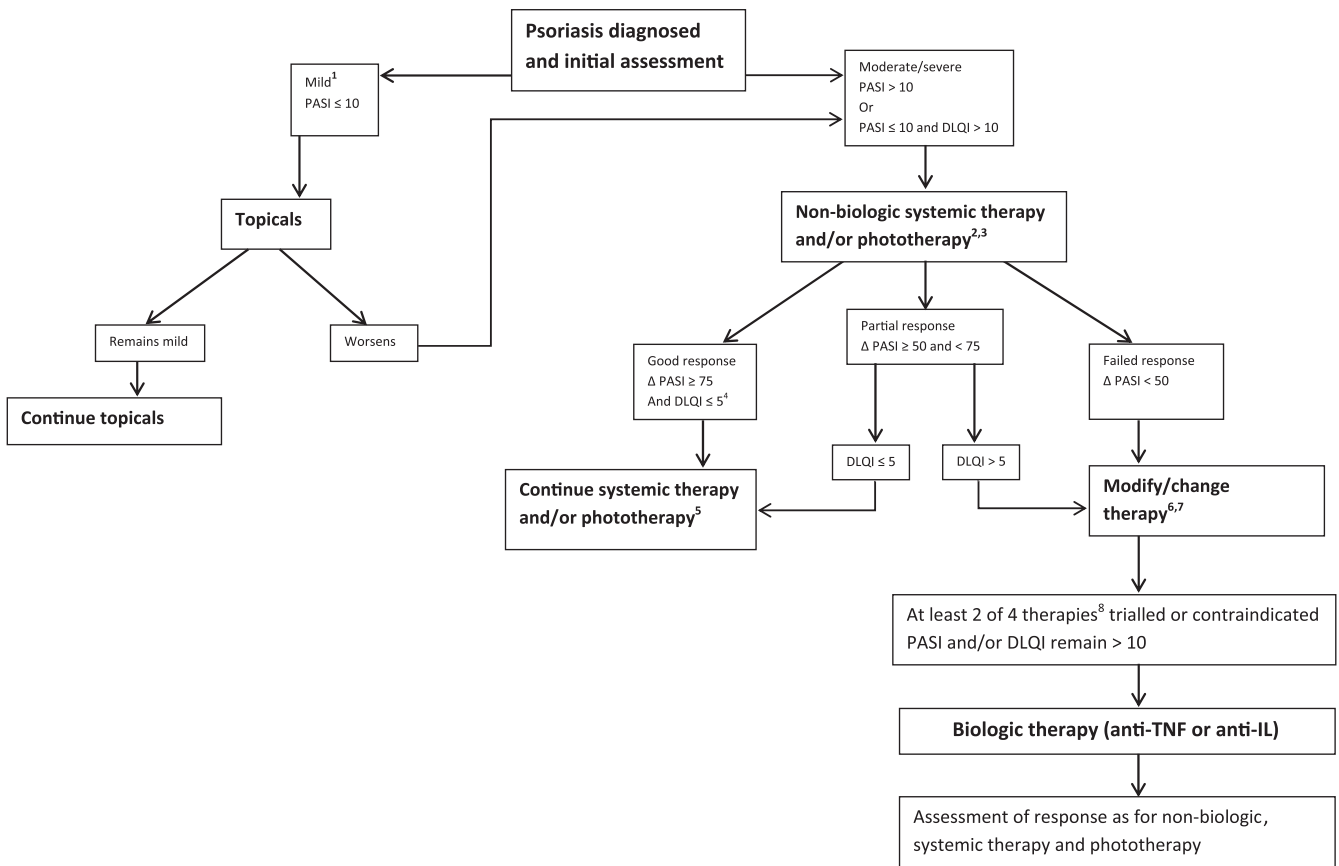 Psoriasis diagnosed
and initial assessment
Mild¹
PASI ≤ 10
Moderate/severe
PASI > 10
Or
PASI ≤ 10 and DLQI > 10
Topicals
Non-biologic systemic therapy
and/or phototherapy²,³
Remains mild
Worsens
Continue topicals
Good response
Δ PASI ≥ 75
And DLQI ≤ 5⁴
Partial response
Δ PASI ≥ 50 and < 75
Failed response
Δ PASI < 50
DLQI ≤ 5
DLQI > 5
Continue systemic therapy
and/or phototherapy⁵
Modify/change
therapy⁶,⁷
At least 2 of 4 therapies⁸ trialled or contraindicated
PASI and/or DLQI remain > 10
Biologic therapy (anti-TNF or anti-IL)
Assessment of response as for non-biologic,
systemic therapy and phototherapy